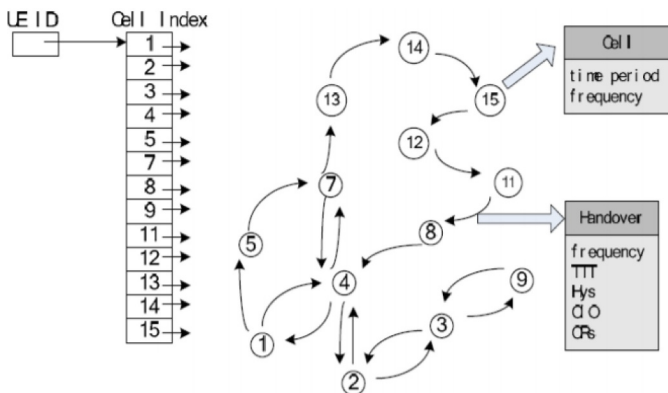 UE ID
Cell Index
1
2
3
4
5
7
8
9
11
12
13
14
15
14
13
15
12
7
11
5
8
4
9
3
1
2
Cell
time period
frequency
Handover
frequency
TTT
Hys
CIO
CPs